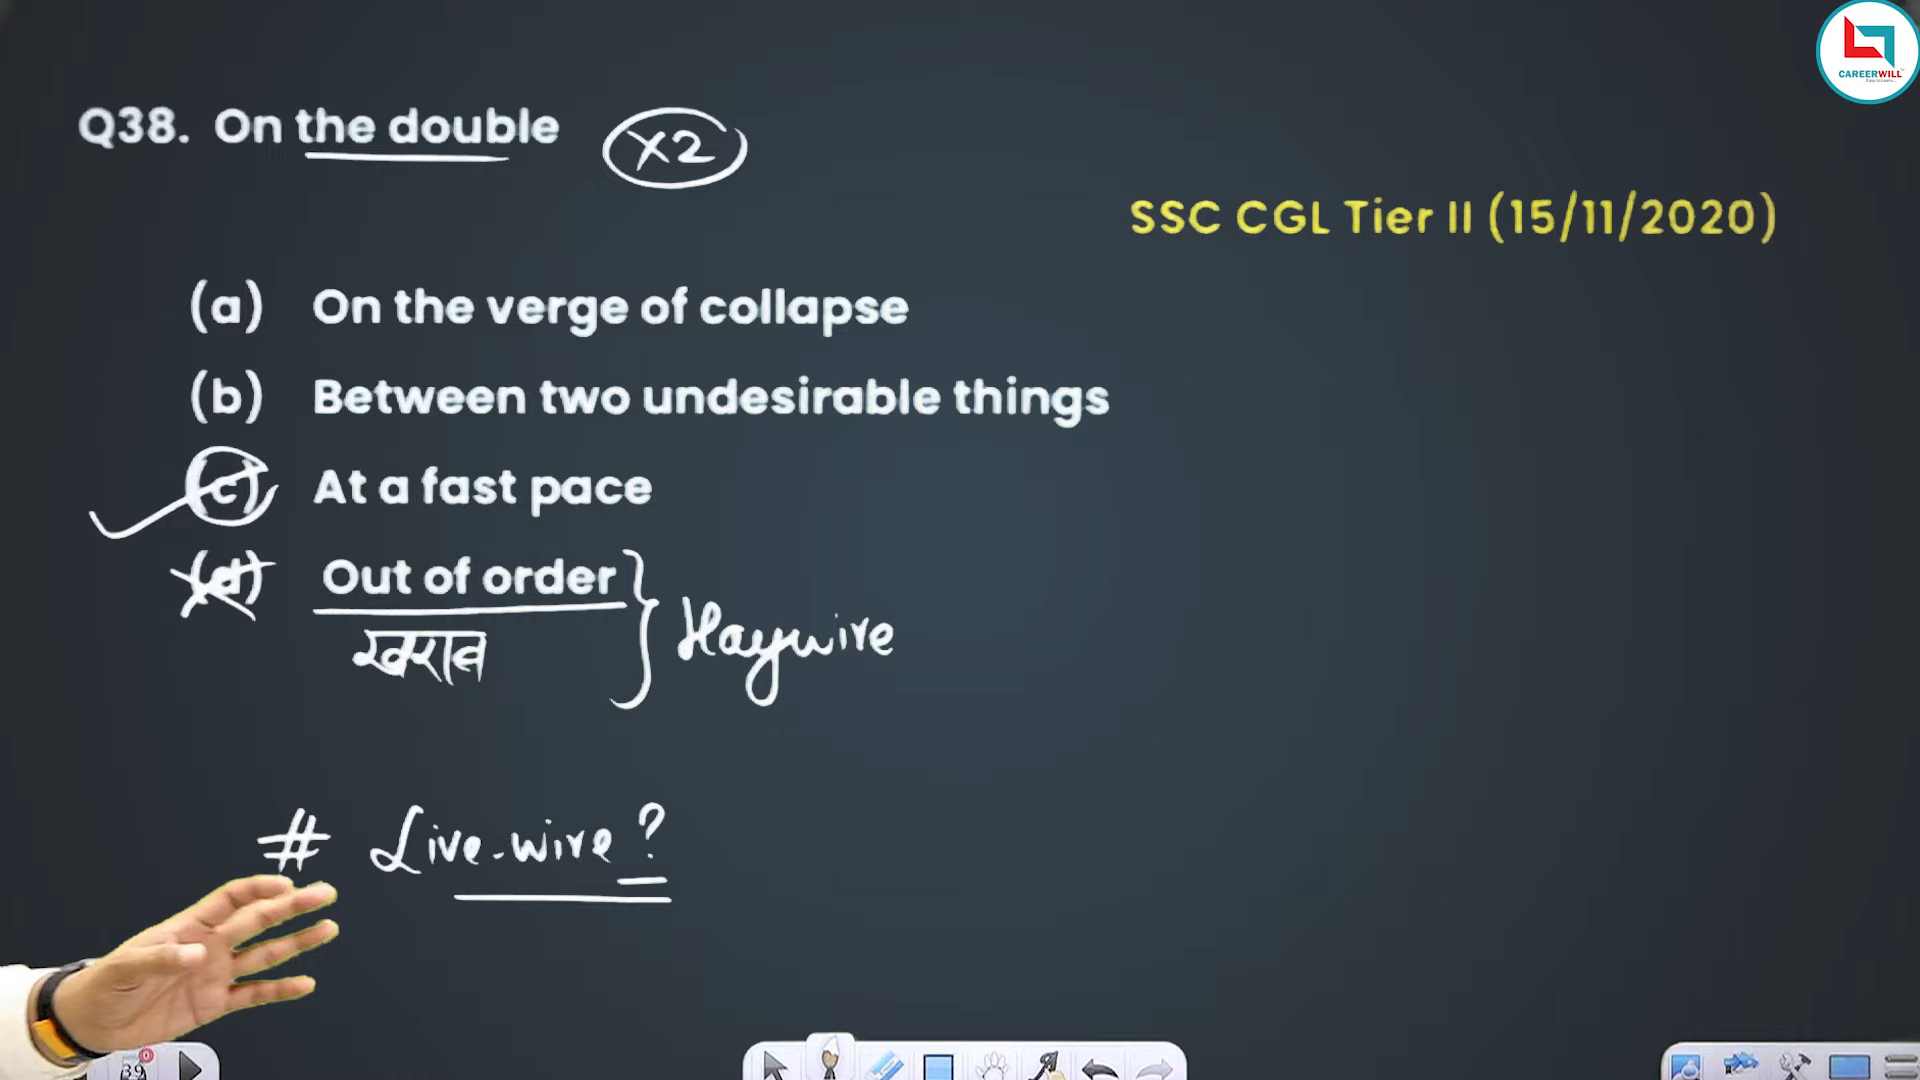 CAREERWILL
Q38. On the double X2
SSC CGL Tier II (15/11/2020)
(a) On the verge of collapse
(b) Between two undesirable things
(c) At a fast pace
(d) Out of order
खराब
Haywire
# Live-wire?
39